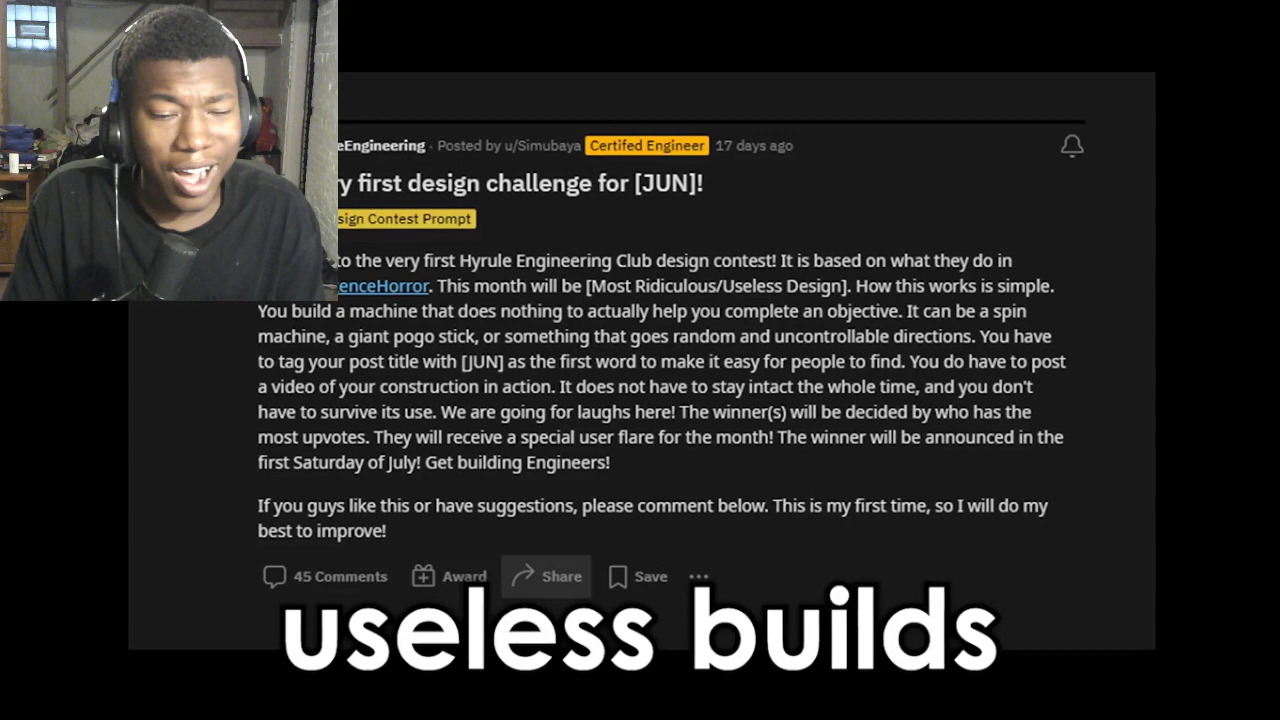 eEngineering · Posted by u/Simubaya Certifed Engineer 17 days ago
ry first design challenge for [JUN]!
sign Contest Prompt
to the very first Hyrule Engineering Club design contest! It is based on what they do in
enceHorror. This month will be [Most Ridiculous/Useless Design]. How this works is simple.
You build a machine that does nothing to actually help you complete an objective. It can be a spin
machine, a giant pogo stick, or something that goes random and uncontrollable directions. You have
to tag your post title with [JUN] as the first word to make it easy for people to find. You do have to post
a video of your construction in action. It does not have to stay intact the whole time, and you don't
have to survive its use. We are going for laughs here! The winner(s) will be decided by who has the
most upvotes. They will receive a special user flare for the month! The winner will be announced in the
first Saturday of July! Get building Engineers!
If you guys like this or have suggestions, please comment below. This is my first time, so I will do my
best to improve!
45 Comments Award Share Save ...
useless builds